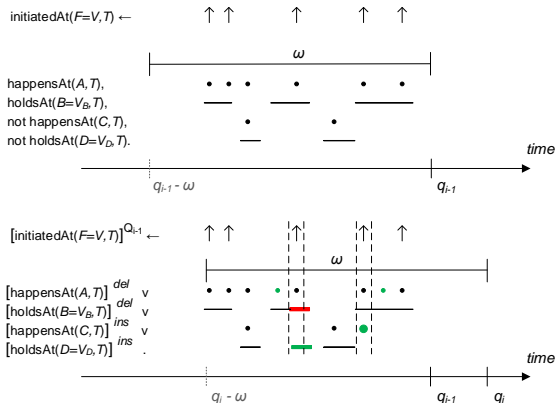 initiatedAt(F=V,T) ←
ω
happensAt(A,T),
holdsAt(B=V_B,T),
not happensAt(C,T),
not holdsAt(D=V_D,T).
time
q_{i-1} - ω
q_{i-1}
[initiatedAt(F=V,T)]^{Q_{i-1}} ←
ω
[happensAt(A,T)]^{del} ∨
[holdsAt(B=V_B,T)]^{del} ∨
[happensAt(C,T)]^{ins} ∨
[holdsAt(D=V_D,T)]^{ins} .
time
q_i - ω
q_{i-1}
q_i